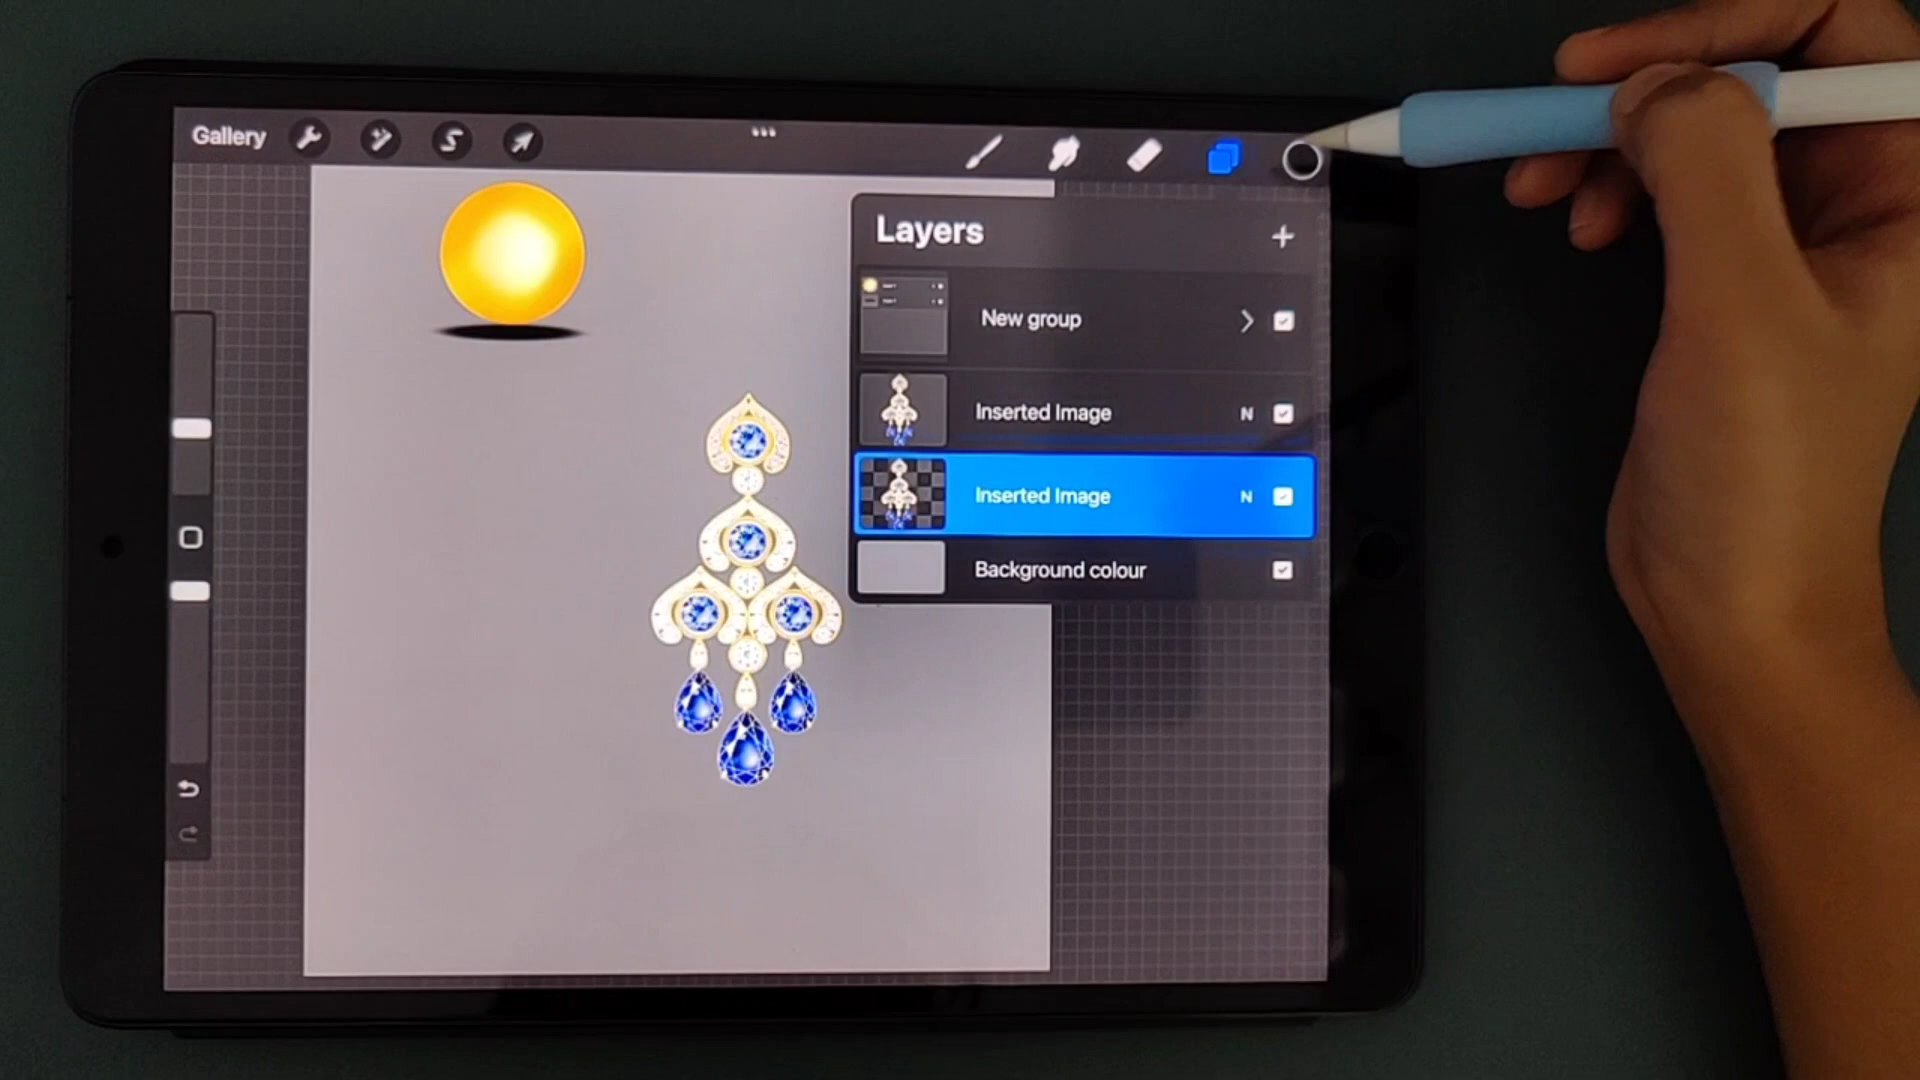 Gallery
Layers
New group
Inserted Image N
Inserted Image N
Background colour